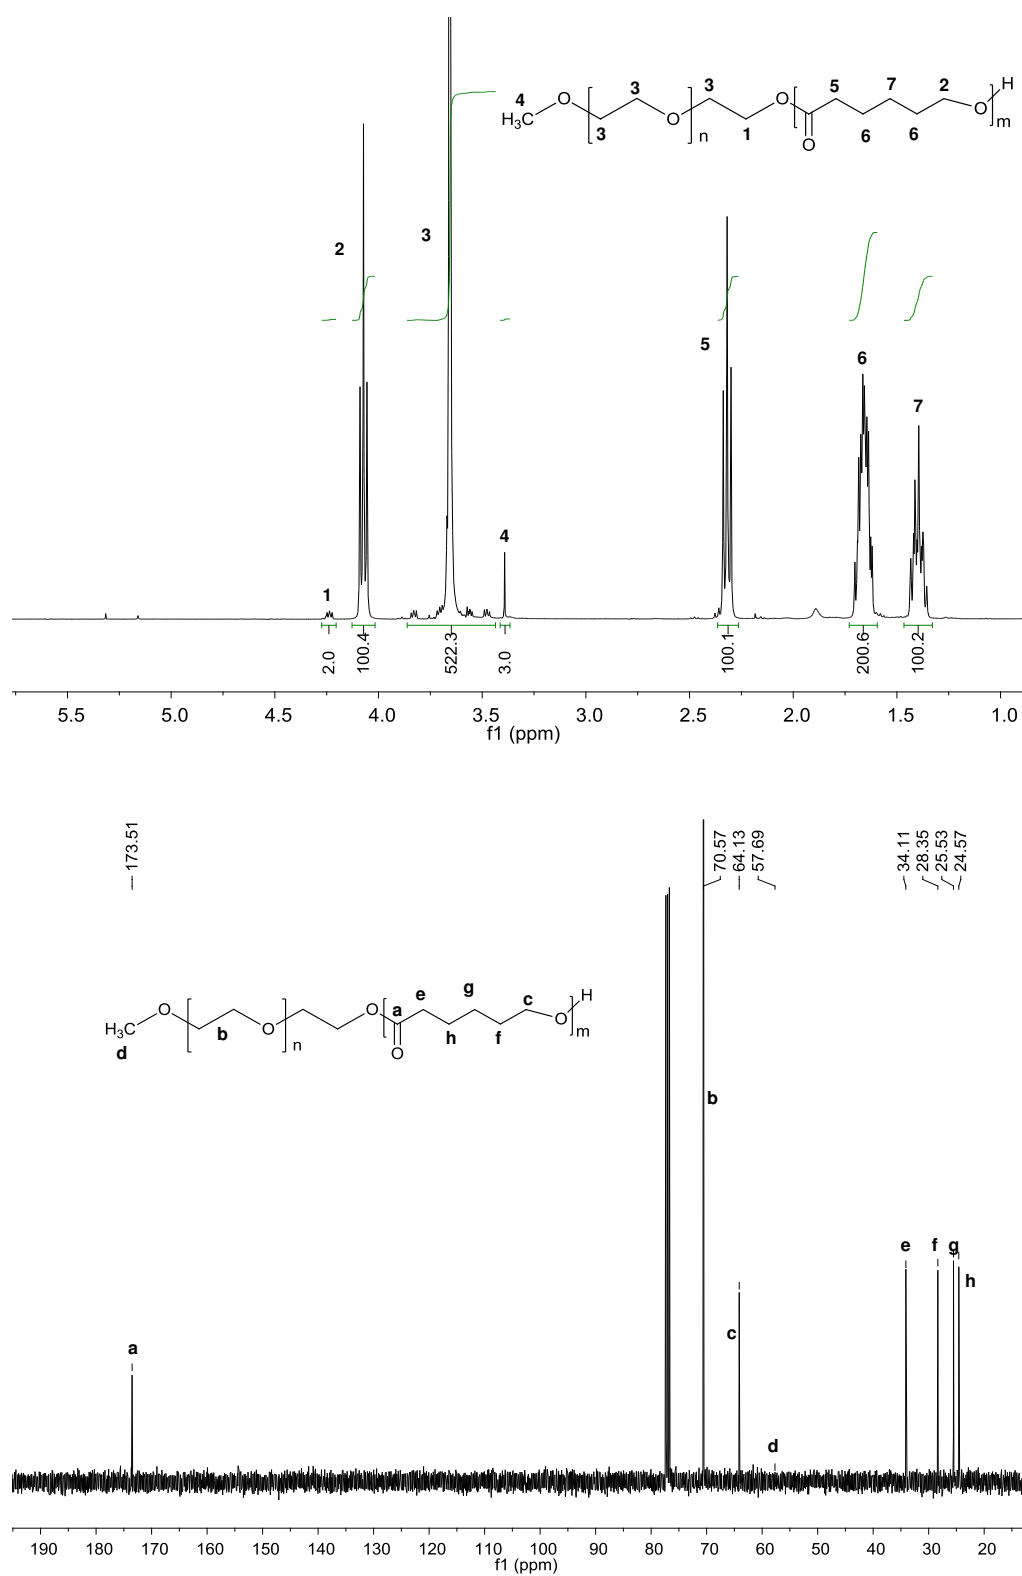 4
H₃C
O
3
3
O
n
3
1
O
O
5
7
2
6
6
O
H
m
2
3
5
6
7
4
1
2.0
100.4
522.3
3.0
100.1
200.6
100.2
5.5 5.0 4.5 4.0 3.5 3.0 2.5 2.0 1.5 1.0
f1 (ppm)
173.51
70.57
64.13
57.69
34.11
28.35
25.53
24.57
H₃C
d
O
b
O
n
O
a
O
e
h
g
f
c
O
H
m
b
a
c
d
e
f
g
h
190 180 170 160 150 140 130 120 110 100 90 80 70 60 50 40 30 20
f1 (ppm)